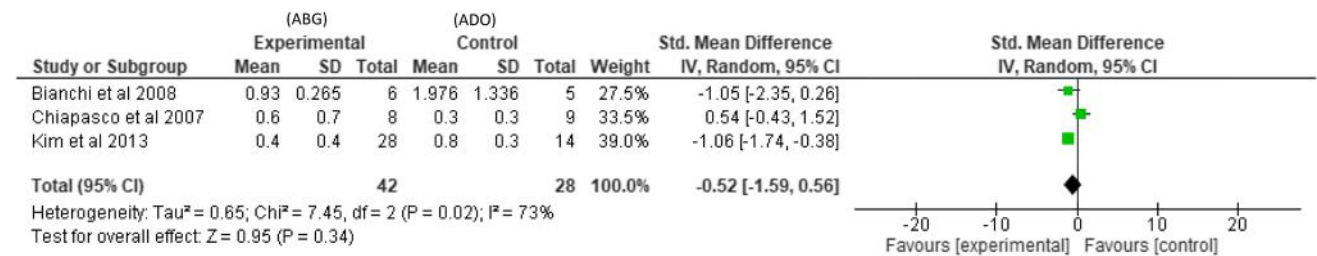 (ABG) (ADO)
Experimental Control Std. Mean Difference Std. Mean Difference
Study or Subgroup Mean SD Total Mean SD Total Weight IV, Random, 95% CI IV, Random, 95% CI
Bianchi et al 2008 0.93 0.265 6 1.976 1.336 5 27.5% -1.05 [-2.35, 0.26]
Chiapasco et al 2007 0.6 0.7 8 0.3 0.3 9 33.5% 0.54 [-0.43, 1.52]
Kim et al 2013 0.4 0.4 28 0.8 0.3 14 39.0% -1.06 [-1.74, -0.38]
Total (95% CI) 42 28 100.0% -0.52 [-1.59, 0.56]
Heterogeneity: Tau² = 0.65; Chi² = 7.45, df = 2 (P = 0.02); I² = 73%
Test for overall effect: Z = 0.95 (P = 0.34)
-20 -10 0 10 20
Favours [experimental] Favours [control]